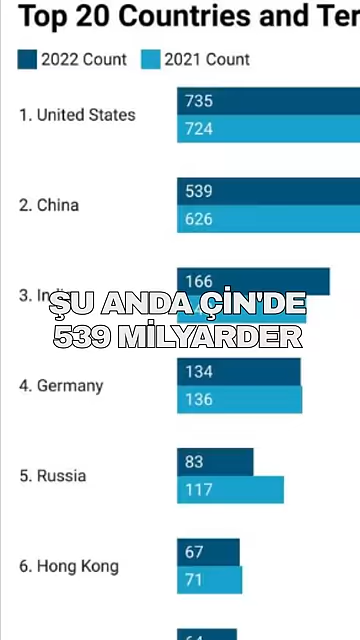 Top 20 Countries and Ter
2022 Count 2021 Count
735
1. United States
724
539
2. China
626
166
3.
ŞU ANDA ÇİN'DE
539 MİLYARDER
134
4. Germany
136
83
5. Russia
117
67
6. Hong Kong
71